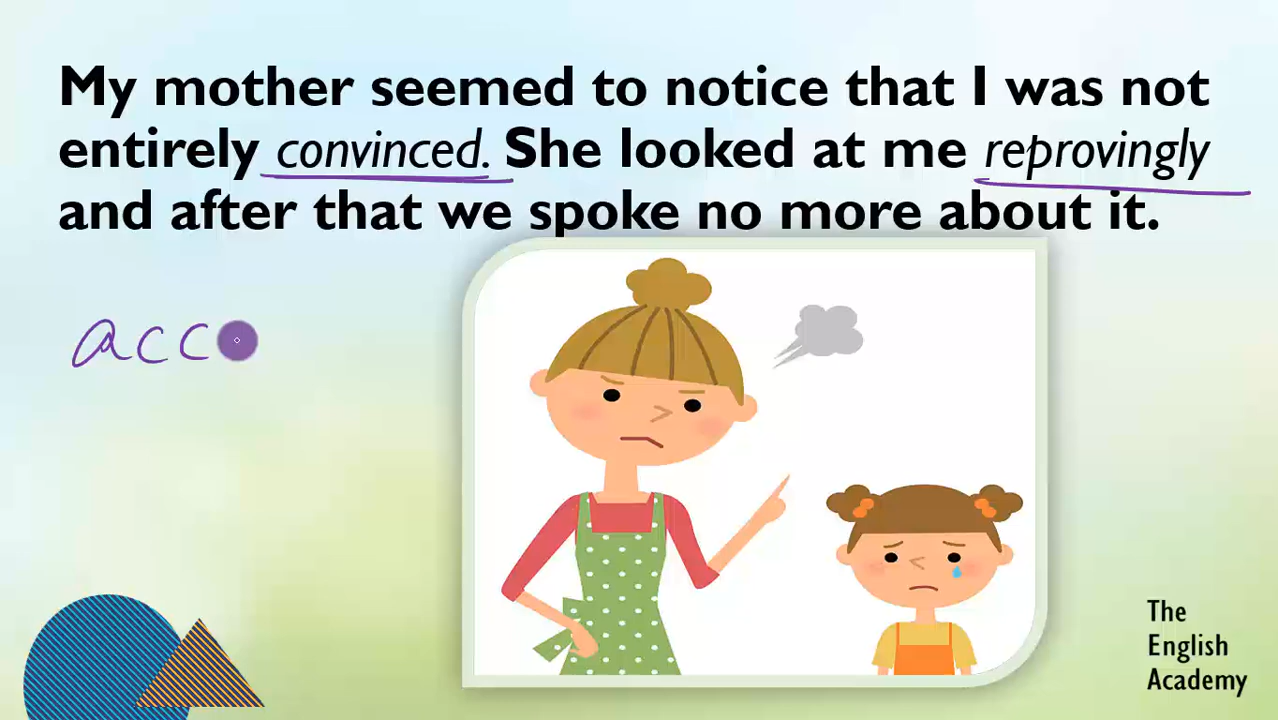 My mother seemed to notice that I was not
entirely convinced. She looked at me reprovingly
and after that we spoke no more about it.
acc
The
English
Academy